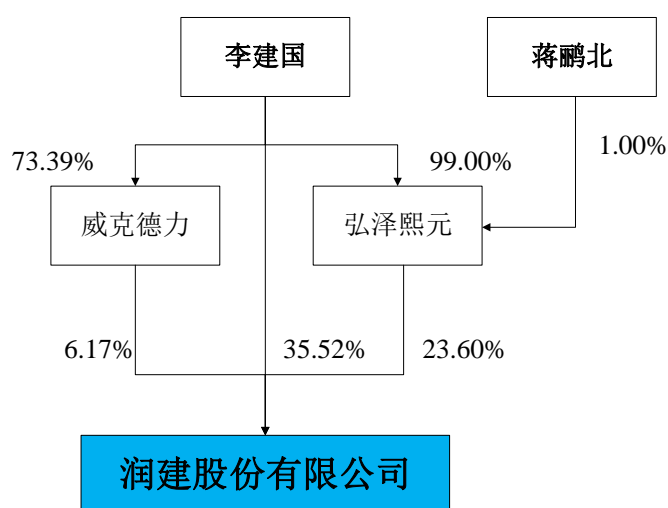 李建国
蒋鹂北
1.00%
73.39%
99.00%
威克德力
弘泽熙元
6.17%
35.52%
23.60%
润建股份有限公司